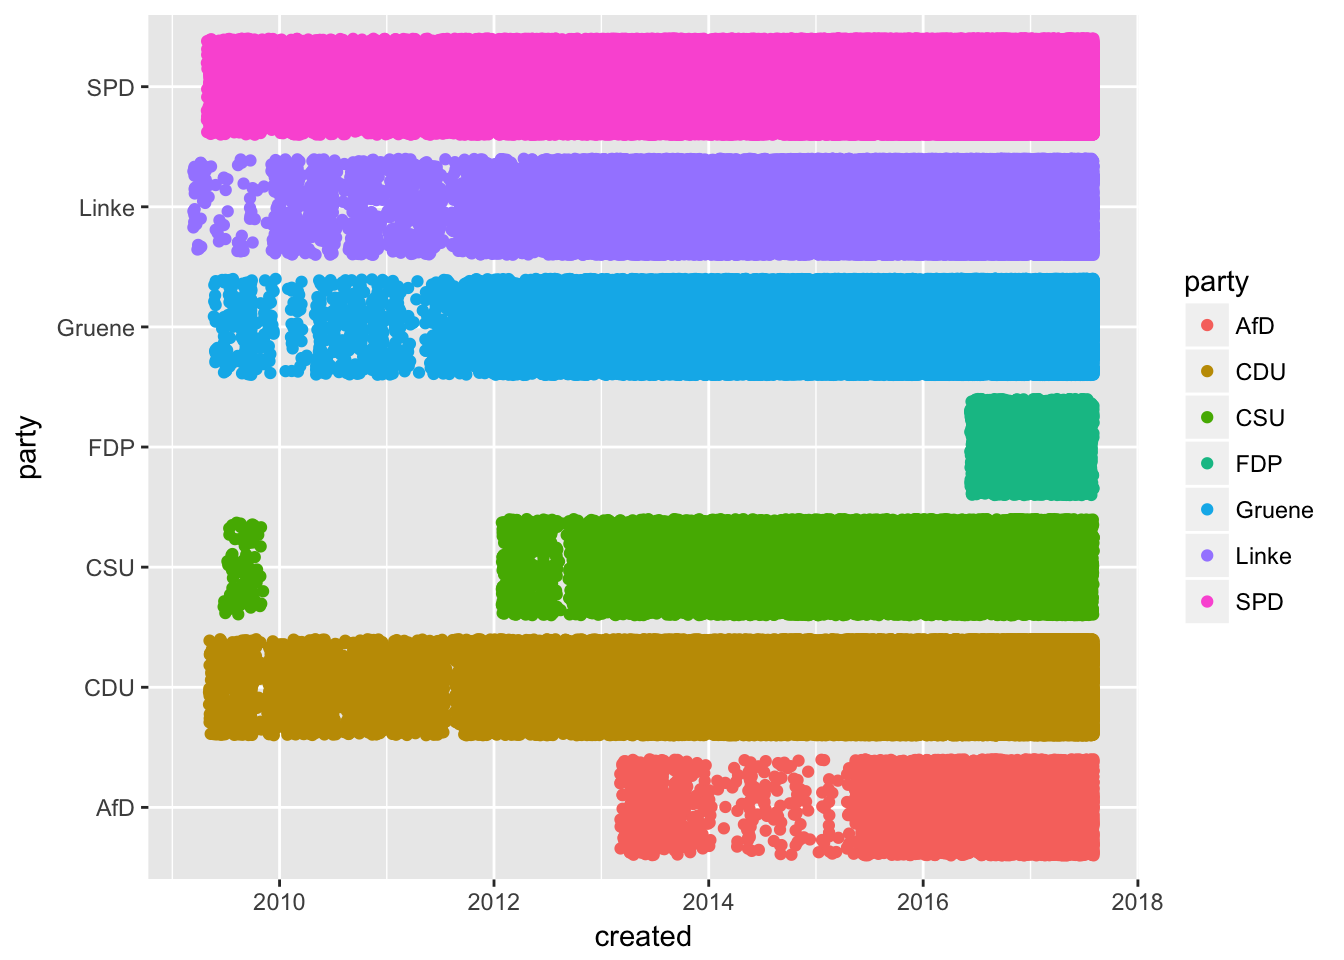 SPD
Linke
Gruene
FDP
CSU
CDU
AfD
party
2010 2012 2014 2016 2018
created
party
AfD
CDU
CSU
FDP
Gruene
Linke
SPD